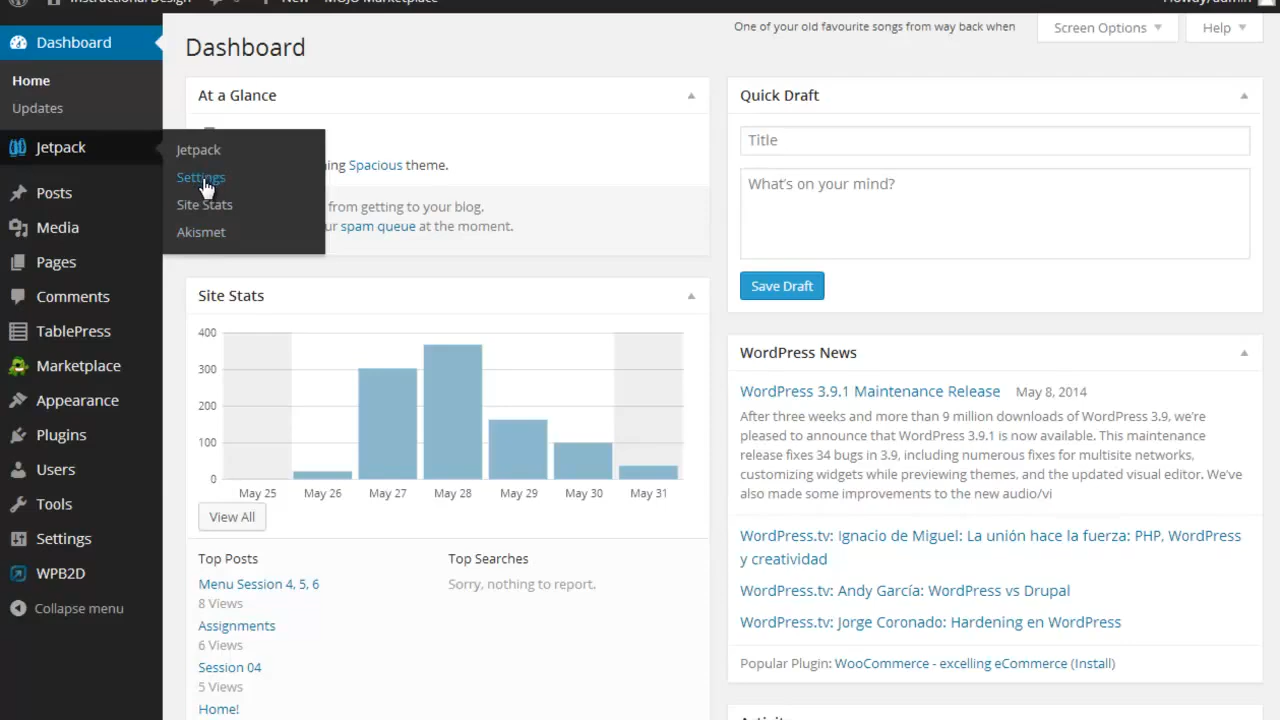 Instructional Design
New
MOJO Marketplace
Howdy, admin
Dashboard
Home
Updates
Jetpack
Posts
Media
Pages
Comments
TablePress
Marketplace
Appearance
Plugins
Users
Tools
Settings
WPB2D
Collapse menu
Jetpack
Settings
Site Stats
Akismet
Dashboard
One of your old favourite songs from way back when
Screen Options
Help
At a Glance
ing Spacious theme.
from getting to your blog.
ur spam queue at the moment.
Site Stats
400
300
200
100
0
May 25 May 26 May 27 May 28 May 29 May 30 May 31
View All
Top Posts
Menu Session 4, 5, 6
8 Views
Assignments
6 Views
Session 04
5 Views
Home!
Top Searches
Sorry, nothing to report.
Quick Draft
Title
What's on your mind?
Save Draft
WordPress News
WordPress 3.9.1 Maintenance Release May 8, 2014
After three weeks and more than 9 million downloads of WordPress 3.9, we're
pleased to announce that WordPress 3.9.1 is now available. This maintenance
release fixes 34 bugs in 3.9, including numerous fixes for multisite networks,
customizing widgets while previewing themes, and the updated visual editor. We've
also made some improvements to the new audio/vi
WordPress.tv: Ignacio de Miguel: La unión hace la fuerza: PHP, WordPress
y creatividad
WordPress.tv: Andy García: WordPress vs Drupal
WordPress.tv: Jorge Coronado: Hardening en WordPress
Popular Plugin: WooCommerce - excelling eCommerce (Install)